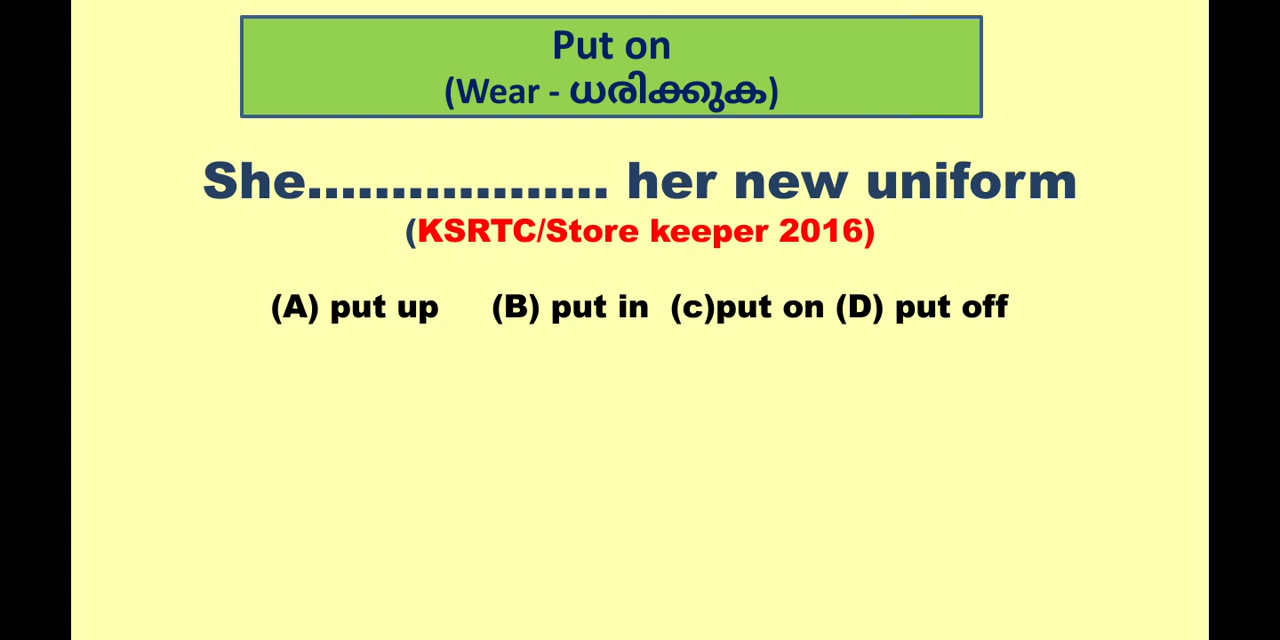 Put on
(Wear - ധരിക്കുക)
She.................. her new uniform
(KSRTC/Store keeper 2016)
(A) put up (B) put in (c)put on (D) put off